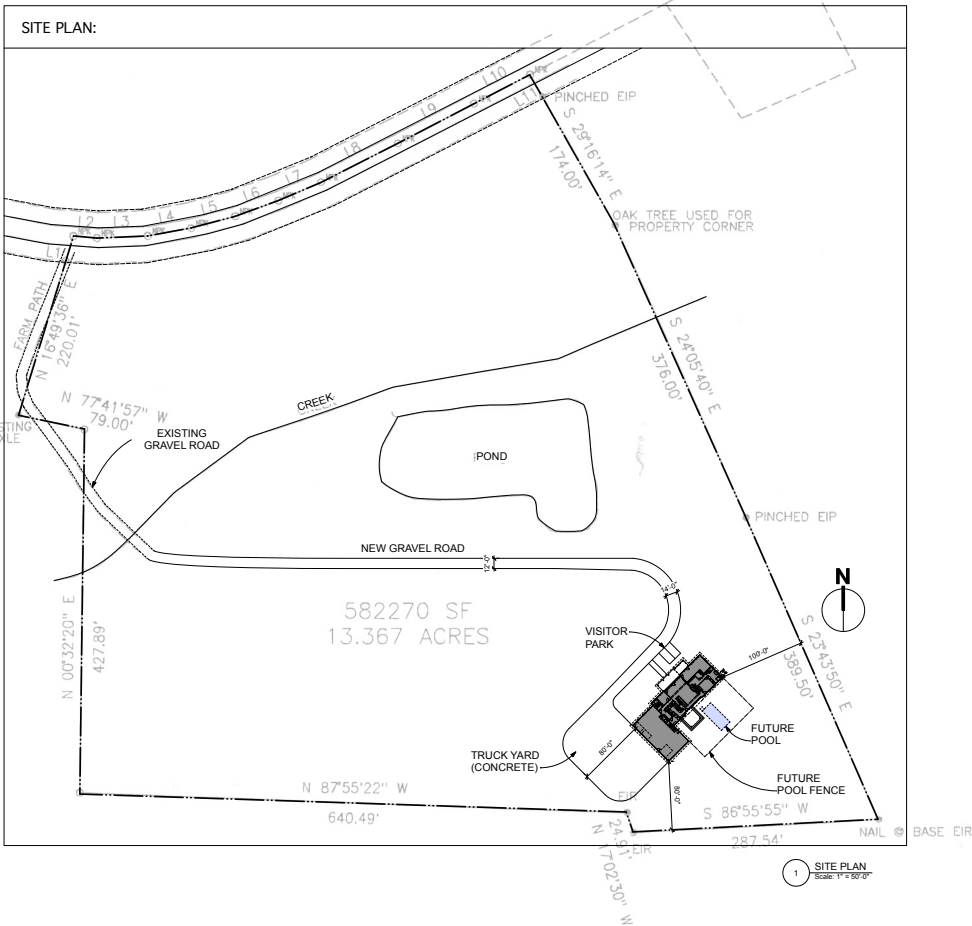 SITE PLAN:
L10
L11
PINCHED EIP
L9
L8
L7
L6
L5
L4
L3
L2
L1
S 29°16'14" E
174.00'
OAK TREE USED FOR
PROPERTY CORNER
FARM PATH
N 16°49'36" E
220.01'
S 24°05'40" E
376.00'
N 77°41'57" W
79.00'
CREEK
EXISTING
GRAVEL ROAD
POND
PINCHED EIP
NEW GRAVEL ROAD
12'-0"
14'-0"
N
582270 SF
13.367 ACRES
N 00°32'20" E
427.89'
VISITOR
PARK
100'-0"
S 23°43'50" E
389.50'
FUTURE
POOL
TRUCK YARD
(CONCRETE)
80'-0"
80'-0"
FUTURE
POOL FENCE
N 87°55'22" W
640.49'
EIR
S 86°55'55" W
287.54'
NAIL @ BASE EIR
24.91'
N 17°02'30" W
EIR
1
SITE PLAN
Scale: 1" = 50'-0"